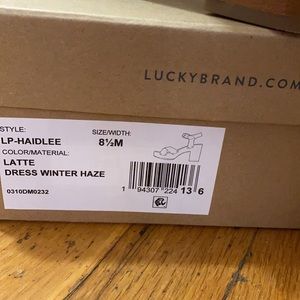 LUCKYBRAND.COM
STYLE:
LP-HAIDLEE
SIZE/WIDTH:
8½M
COLOR/MATERIAL:
LATTE
DRESS WINTER HAZE
0310DM0232
1 94307 224 13 6